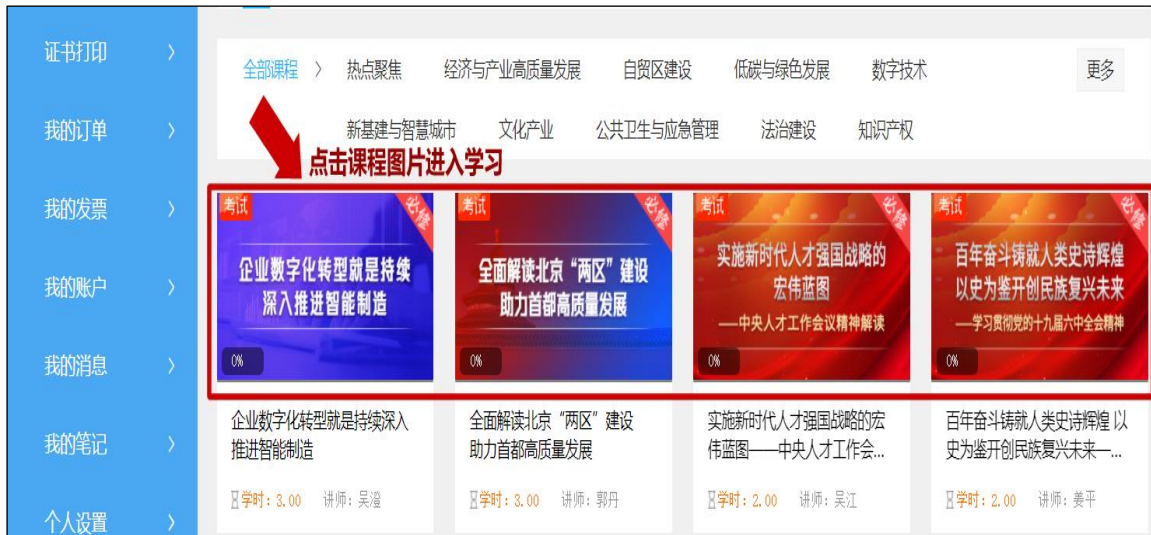 证书打印 〉
我的订单 〉
我的发票 〉
我的账户 〉
我的消息 〉
我的笔记 〉
个人设置 〉
全部课程 〉 热点聚焦 经济与产业高质量发展 自贸区建设 低碳与绿色发展 数字技术 更多
新基建与智慧城市 文化产业 公共卫生与应急管理 法治建设 知识产权
点击课程图片进入学习
考试 必修
企业数字化转型就是持续
深入推进智能制造
0%
企业数字化转型就是持续深入
推进智能制造
学时: 3.00 讲师: 吴澄
考试 必修
全面解读北京“两区”建设
助力首都高质量发展
0%
全面解读北京“两区”建设
助力首都高质量发展
学时: 3.00 讲师: 郭丹
考试 必修
实施新时代人才强国战略的
宏伟蓝图
——中央人才工作会议精神解读
0%
实施新时代人才强国战略的宏
伟蓝图——中央人才工作会...
学时: 2.00 讲师: 吴江
考试 必修
百年奋斗铸就人类史诗辉煌
以史为鉴开创民族复兴未来
—学习贯彻党的十九届六中全会精神
0%
百年奋斗铸就人类史诗辉煌 以
史为鉴开创民族复兴未来—...
学时: 2.00 讲师: 姜平